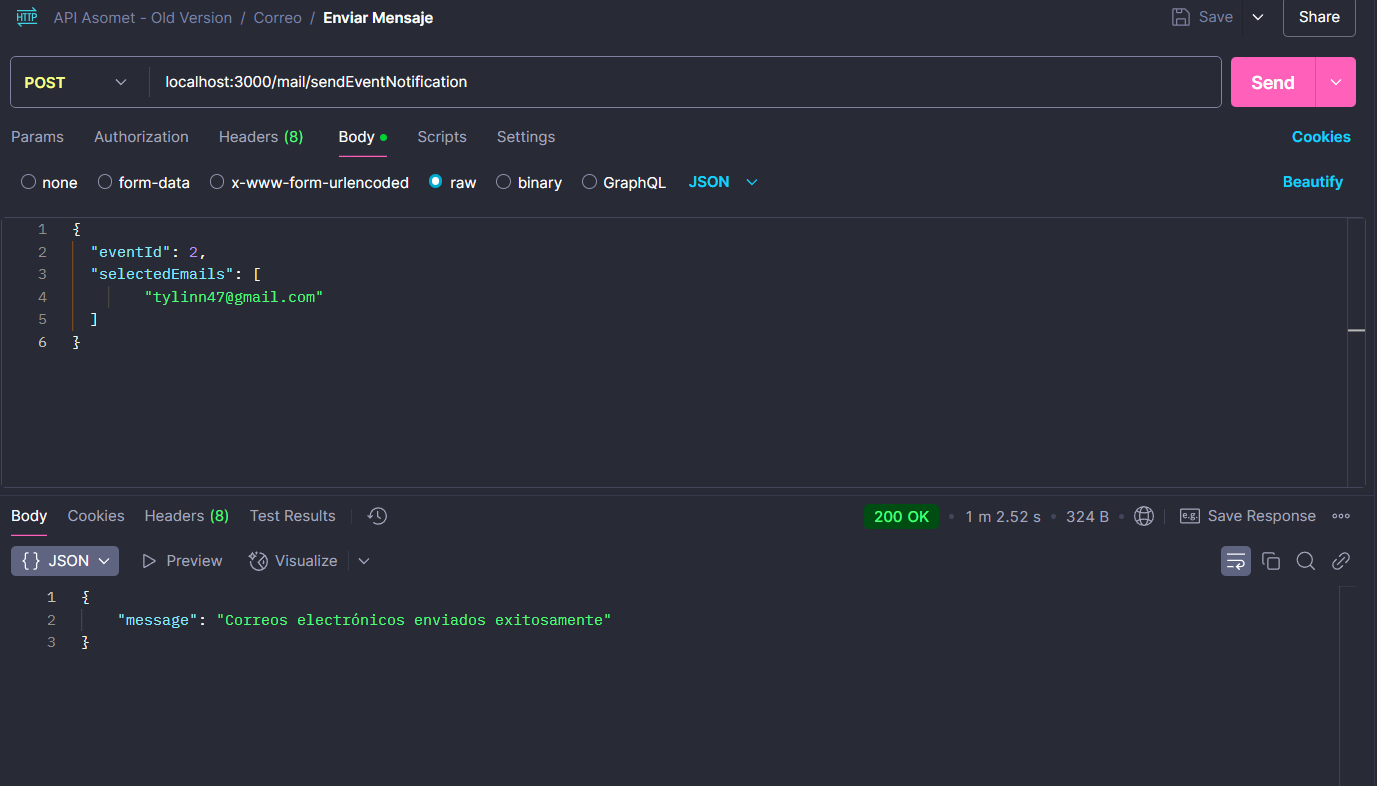 HTTP API Asomet - Old Version / Correo / Enviar Mensaje Save Share
POST localhost:3000/mail/sendEventNotification Send
Params Authorization Headers (8) Body Scripts Settings Cookies
none form-data x-www-form-urlencoded raw binary GraphQL JSON Beautify
1 {
2 "eventId": 2,
3 "selectedEmails": [
4 "tylinn47@gmail.com"
5 ]
6 }
Body Cookies Headers (8) Test Results 200 OK • 1 m 2.52 s • 324 B • e.g. Save Response
{} JSON Preview Visualize
1 {
2 "message": "Correos electrónicos enviados exitosamente"
3 }